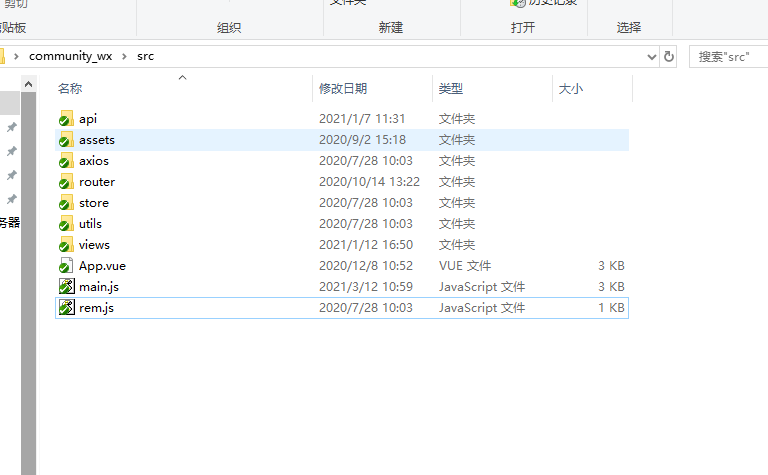 剪切
文件夹
历史记录
剪贴板
组织
新建
打开
选择
community_wx
src
搜索"src"
名称
修改日期
类型
大小
api
2021/1/7 11:31
文件夹
assets
2020/9/2 15:18
文件夹
axios
2020/7/28 10:03
文件夹
router
2020/10/14 13:22
文件夹
store
2020/7/28 10:03
文件夹
utils
2020/7/28 10:03
文件夹
views
2021/1/12 16:50
文件夹
App.vue
2020/12/8 10:52
VUE 文件
3 KB
main.js
2021/3/12 10:59
JavaScript 文件
3 KB
rem.js
2020/7/28 10:03
JavaScript 文件
1 KB
务器